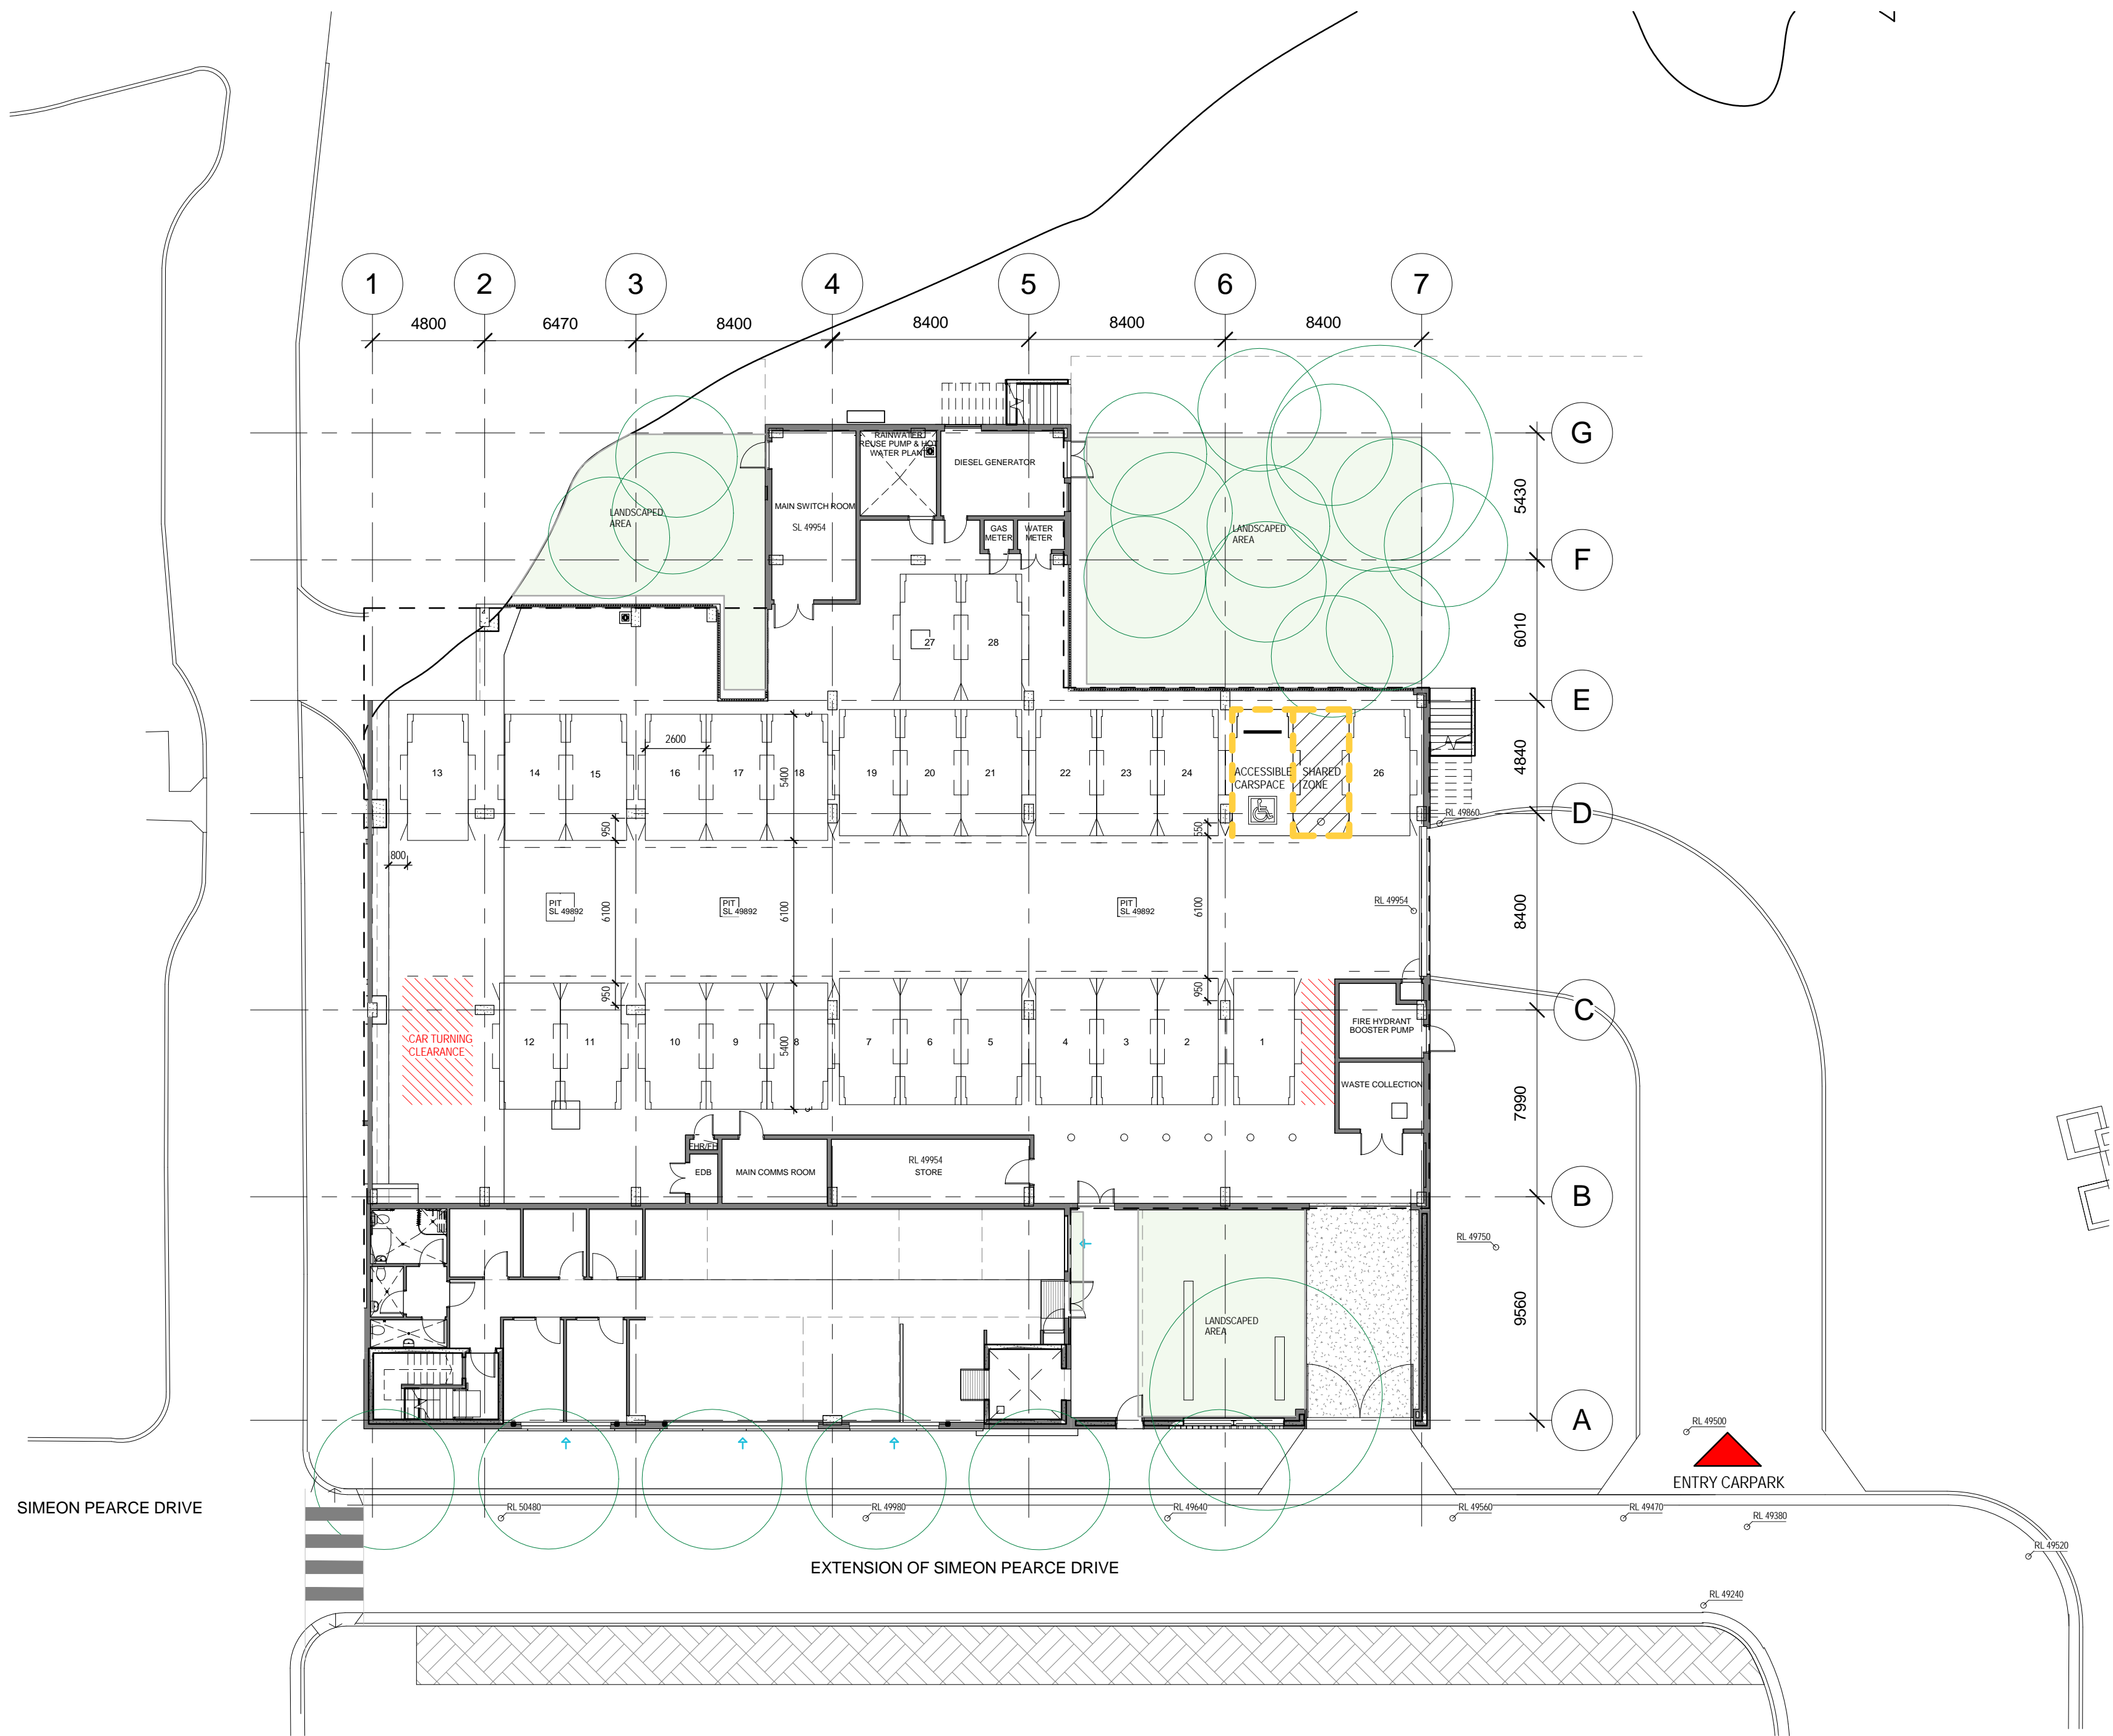 1
2
3
4
5
6
7
4800
6470
8400
8400
8400
8400
G
RAINWATER
REUSE PUMP & HOT
WATER PLANT
DIESEL GENERATOR
5430
MAIN SWITCH ROOM
SL 49954
LANDSCAPED
AREA
GAS
METER
WATER
METER
LANDSCAPED
AREA
F
6010
27
28
E
2600
5400
4840
13
14
15
16
17
18
19
20
21
22
23
24
ACCESSIBLE
CARSPACE
SHARED
ZONE
26
D
RL 49860
950
550
800
PIT
SL 49892
6100
PIT
SL 49892
6100
PIT
SL 49892
6100
RL 49954
8400
950
950
C
CAR TURNING
CLEARANCE
12
11
10
9
8
5400
7
6
5
4
3
2
1
FIRE HYDRANT
BOOSTER PUMP
WASTE COLLECTION
7990
FHR/FH
EDB
MAIN COMMS ROOM
RL 49954
STORE
B
RL 49750
9560
LANDSCAPED
AREA
A
RL 49500
ENTRY CARPARK
SIMEON PEARCE DRIVE
RL 50480
RL 49980
RL 49640
RL 49560
RL 49470
RL 49380
RL 49520
EXTENSION OF SIMEON PEARCE DRIVE
RL 49240